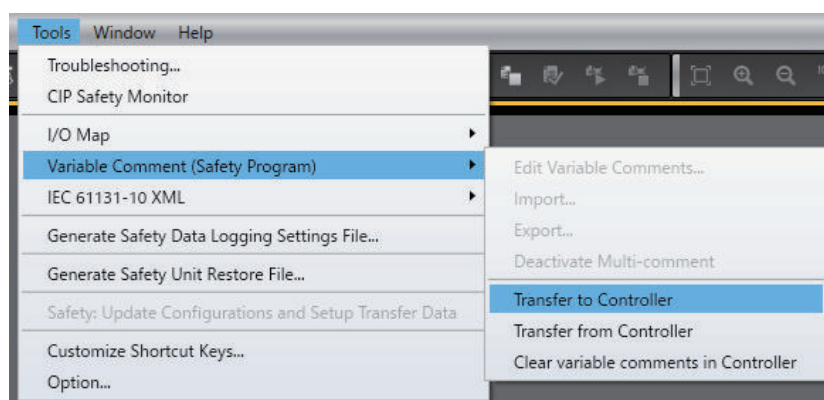 Tools Window Help
Troubleshooting...
CIP Safety Monitor
I/O Map
Variable Comment (Safety Program)
IEC 61131-10 XML
Generate Safety Data Logging Settings File...
Generate Safety Unit Restore File...
Safety: Update Configurations and Setup Transfer Data
Customize Shortcut Keys...
Option...
Edit Variable Comments...
Import...
Export...
Deactivate Multi-comment
Transfer to Controller
Transfer from Controller
Clear variable comments in Controller